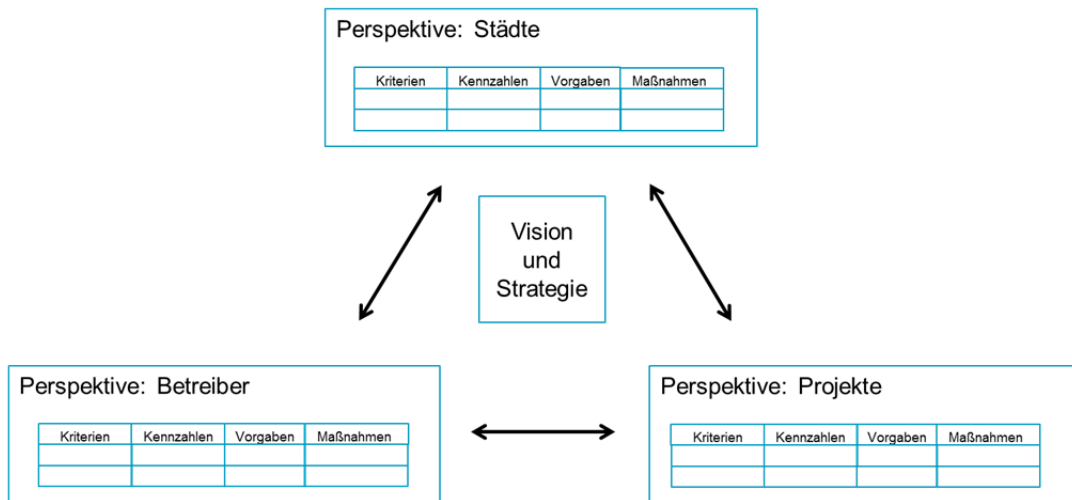 Perspektive: Städte
Kriterien Kennzahlen Vorgaben Maßnahmen
Vision
und
Strategie
Perspektive: Betreiber
Kriterien Kennzahlen Vorgaben Maßnahmen
Perspektive: Projekte
Kriterien Kennzahlen Vorgaben Maßnahmen